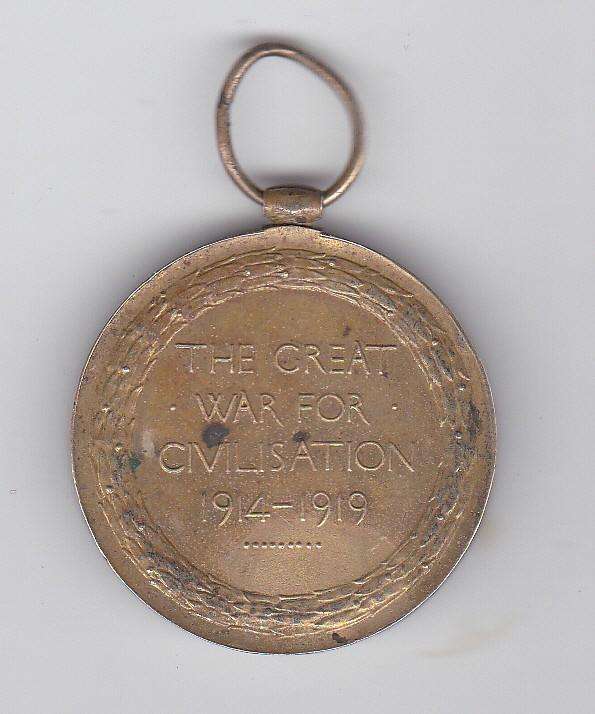 THE GREAT
· WAR FOR ·
CIVILISATION
1914-1919